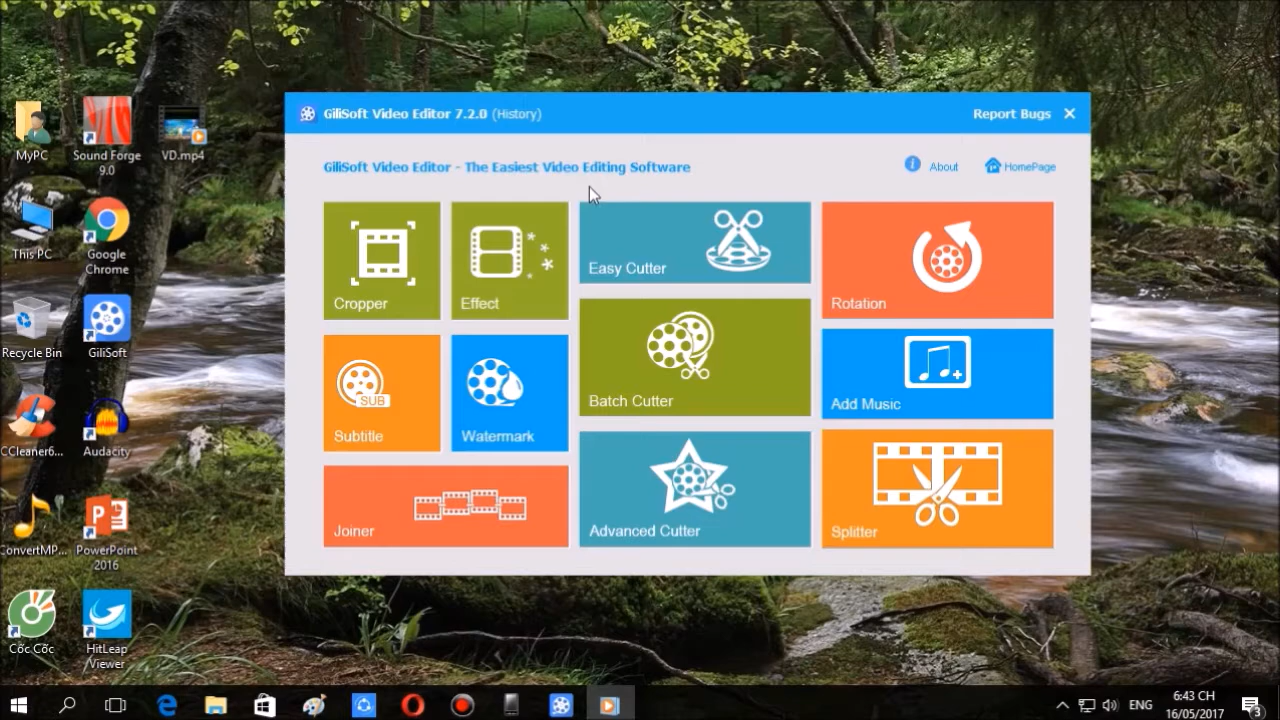 MyPC
Sound Forge
9.0
VD.mp4
This PC
Google
Chrome
Recycle Bin
GiliSoft
CCleaner6...
Audacity
ConvertMP...
PowerPoint
2016
Cốc Cốc
HitLeap
Viewer
GiliSoft Video Editor 7.2.0 (History)
Report Bugs
GiliSoft Video Editor - The Easiest Video Editing Software
About
HomePage
Cropper
Effect
Easy Cutter
Rotation
SUB
Subtitle
Watermark
Batch Cutter
Add Music
Joiner
Advanced Cutter
Splitter
ENG
6:43 CH
16/05/2017
3